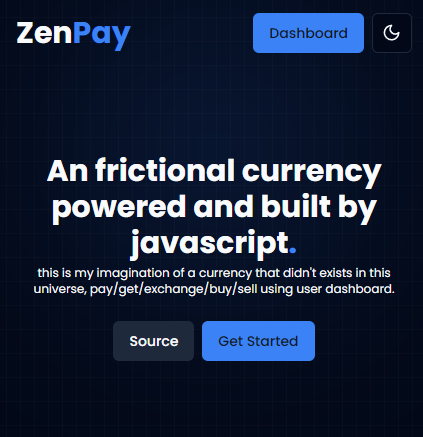 ZenPay
Dashboard
An frictional currency
powered and built by
javascript.
this is my imagination of a currency that didn't exists in this
universe, pay/get/exchange/buy/sell using user dashboard.
Source
Get Started